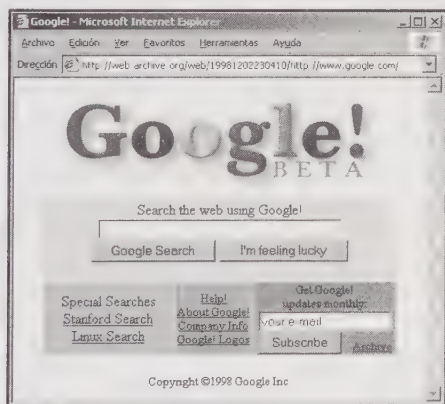 Google! - Microsoft Internet Explorer
Archivo Edición Ver Favoritos Herramientas Ayuda
Dirección http://web.archive.org/web/19981202230410/http://www.google.com/
Google!
BETA
Search the web using Google!
Google Search I'm feeling lucky
Special Searches
Stanford Search
Linux Search
Help!
About Google!
Company Info
Google! Logos
Get Google!
updates monthly:
your e-mail
Subscribe Archive
Copyright ©1998 Google Inc